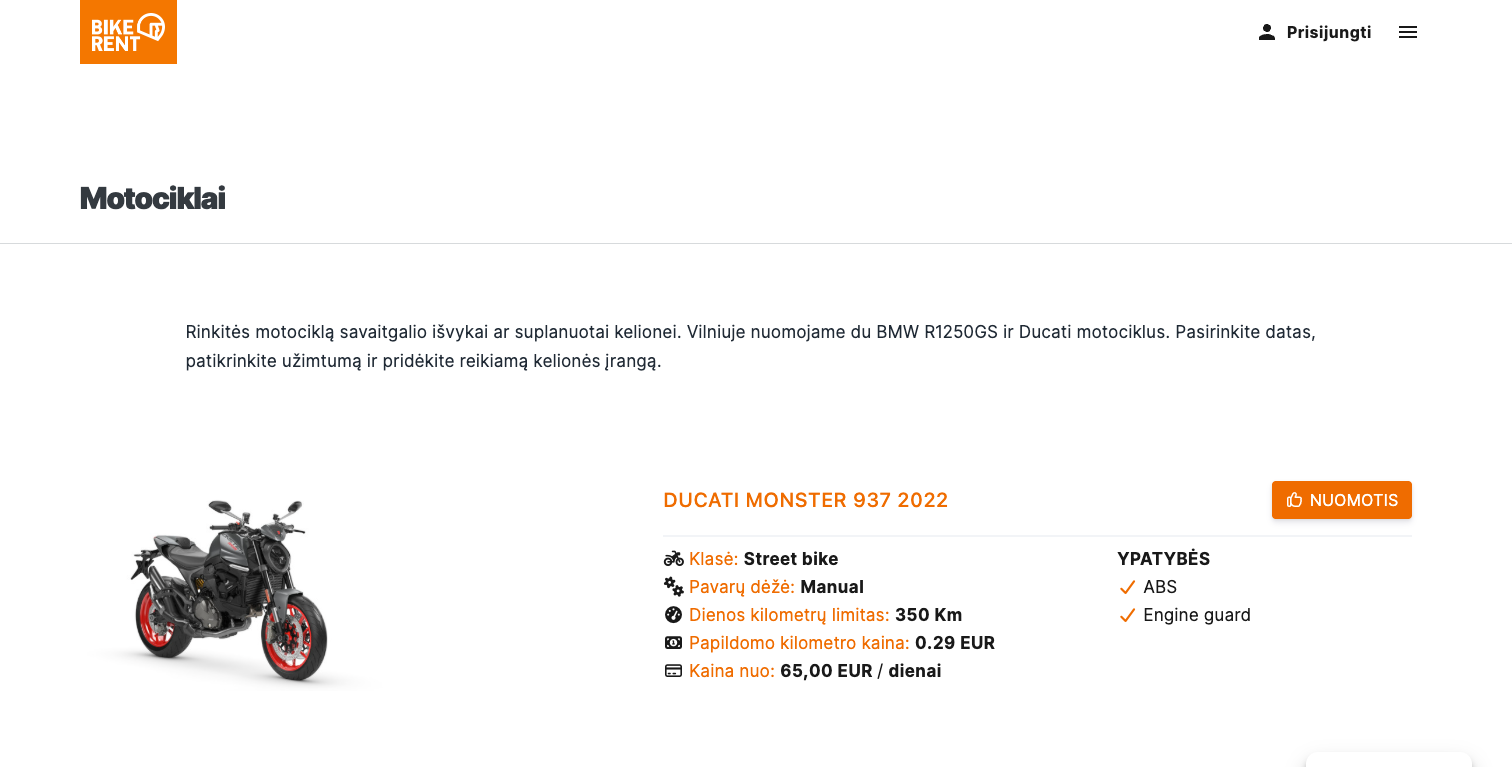 BIKE
RENT
Prisijungti
Motociklai
Rinkitės motociklą savaitgalio išvykai ar suplanuotai kelionei. Vilniuje nuomojame du BMW R1250GS ir Ducati motociklus. Pasirinkite datas,
patikrinkite užimtumą ir pridėkite reikiamą kelionės įrangą.
DUCATI MONSTER 937 2022
NUOMOTIS
Klasė: Street bike
Pavarų dėžė: Manual
Dienos kilometrų limitas: 350 Km
Papildomo kilometro kaina: 0.29 EUR
Kaina nuo: 65,00 EUR / dienai
YPATYBĖS
ABS
Engine guard